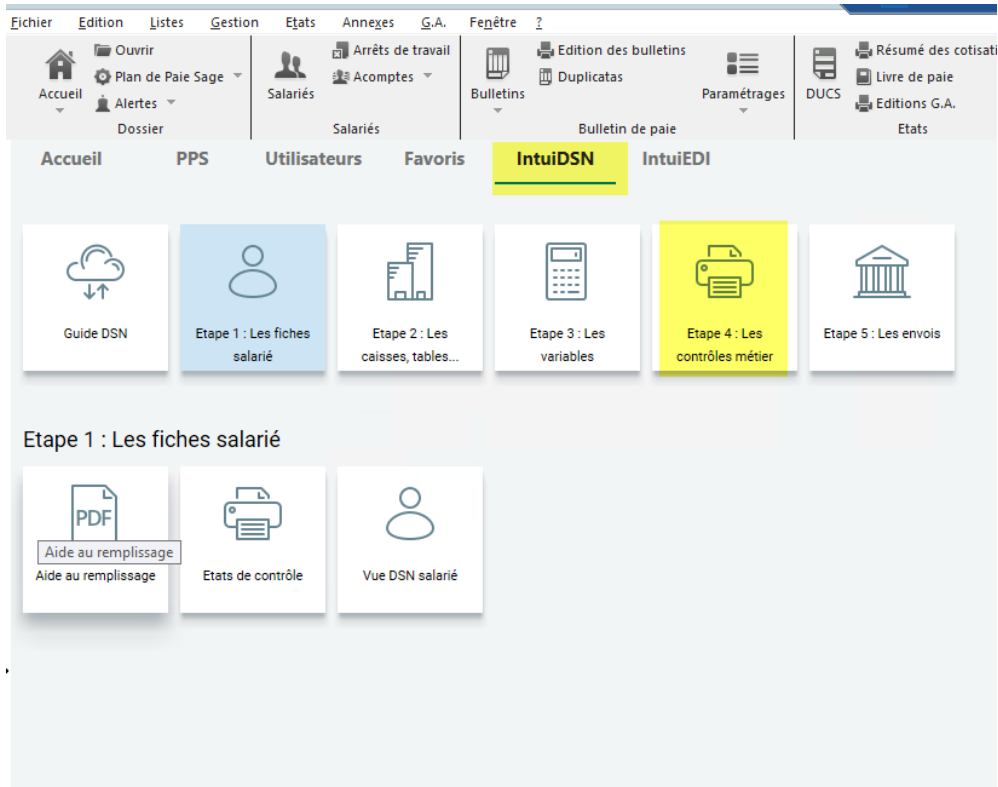 Fichier Edition Listes Gestion Etats Annexes G.A. Fenêtre ?
Ouvrir
Plan de Paie Sage
Alertes
Accueil
Dossier
Salariés
Arrêts de travail
Acomptes
Salariés
Bulletins
Edition des bulletins
Duplicatas
Paramétrages
Bulletin de paie
DUCS
Résumé des cotisati
Livre de paie
Editions G.A.
Etats
Accueil PPS Utilisateurs Favoris IntuiDSN IntuiEDI
Guide DSN
Etape 1 : Les fiches
salarié
Etape 2 : Les
caisses, tables...
Etape 3 : Les
variables
Etape 4 : Les
contrôles métier
Etape 5 : Les envois
Etape 1 : Les fiches salarié
PDF
Aide au remplissage
Aide au remplissage
Etats de contrôle
Vue DSN salarié